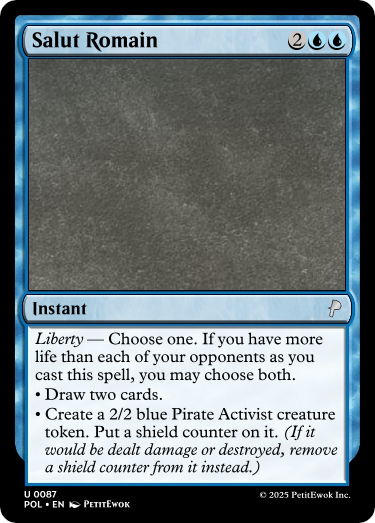 Salut Romain 2
Instant
Liberty — Choose one. If you have more
life than each of your opponents as you
cast this spell, you may choose both.
• Draw two cards.
• Create a 2/2 blue Pirate Activist creature
token. Put a shield counter on it. (If it
would be dealt damage or destroyed, remove
a shield counter from it instead.)
U 0087
POL • EN PetitEwok
© 2025 PetitEwok Inc.